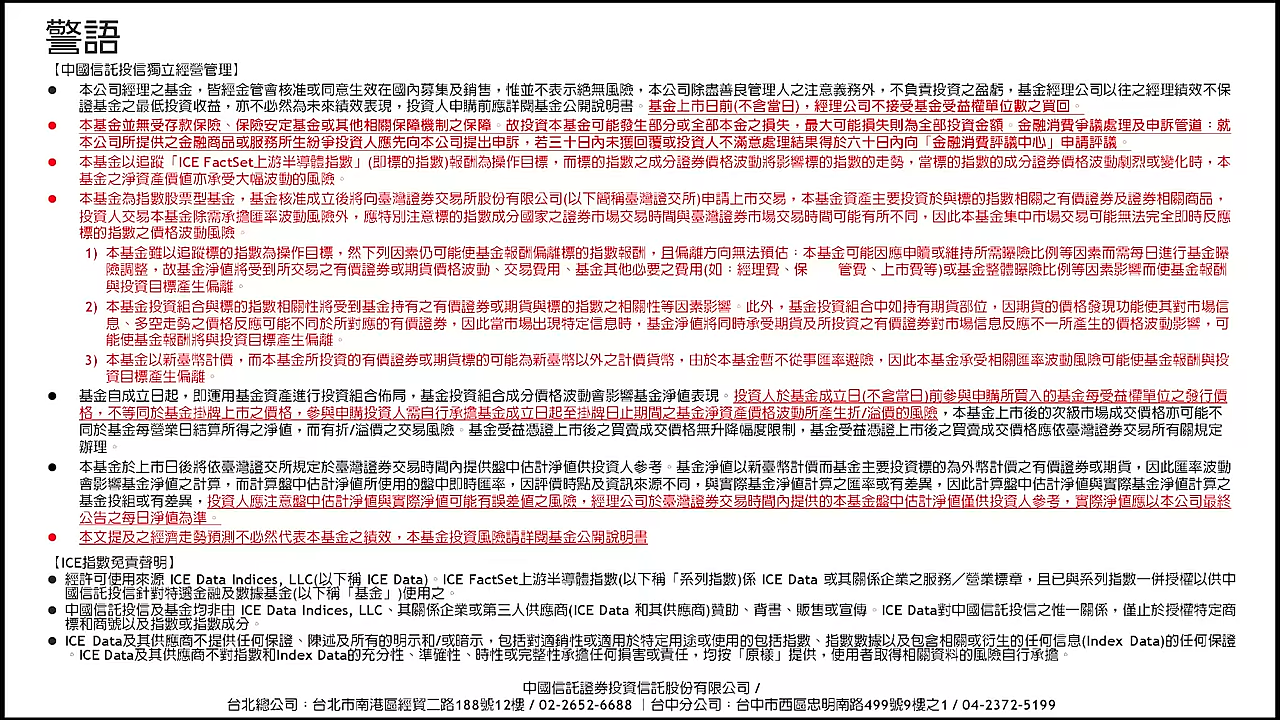 警語
【中國信託投信獨立經營管理】
● 本公司經理之基金，皆經金管會核准或同意生效在國內募集及銷售，惟並不表示絕無風險，本公司除盡善良管理人之注意義務外，不負責投資之盈虧，基金經理公司以往之經理績效不保
證基金之最低投資收益，亦不必然為未來績效表現，投資人申購前應詳閱基金公開說明書。基金上市日前(不含當日)，經理公司不接受基金受益權單位數之買回。
● 本基金並無受存款保險、保險安定基金或其他相關保障機制之保障。故投資本基金可能發生部分或全部本金之損失，最大可能損失則為全部投資金額。金融消費爭議處理及申訴管道：就
本公司所提供之金融商品或服務所生紛爭投資人應先向本公司提出申訴，若三十日內未獲回覆或投資人不滿意處理結果得於六十日內向「金融消費評議中心」申請評議。
● 本基金以追蹤「ICE FactSet上游半導體指數」(即標的指數)報酬為操作目標，而標的指數之成分證券價格波動將影響標的指數的走勢，當標的指數的成分證券價格波動劇烈或變化時，本
基金之淨資產價值亦承受大幅波動的風險。
● 本基金為指數股票型基金，基金核准成立後將向臺灣證券交易所股份有限公司(以下簡稱臺灣證交所)申請上市交易，本基金資產主要投資於與標的指數相關之有價證券及證券相關商品，
投資人交易本基金除需承擔匯率波動風險外，應特別注意標的指數成分國家之證券市場交易時間與臺灣證券市場交易時間可能有所不同，因此本基金集中市場交易可能無法完全即時反應
標的指數之價格波動風險。
1) 本基金雖以追蹤標的指數為操作目標，然下列因素仍可能使基金報酬偏離標的指數報酬，且偏離方向無法預估：本基金可能因應申贖或維持所需曝險比例等因素而需每日進行基金曝
險調整，故基金淨值將受到所交易之有價證券或期貨價格波動、交易費用、基金其他必要之費用(如：經理費、保　　管費、上市費等)或基金整體曝險比例等因素影響而使基金報酬
與投資目標產生偏離。
2) 本基金投資組合與標的指數相關性將受到基金持有之有價證券或期貨與標的指數之相關性等因素影響。此外，基金投資組合中如持有期貨部位，因期貨的價格發現功能使其對市場信
息、多空走勢之價格反應可能不同於所對應的有價證券，因此當市場出現特定信息時，基金淨值將同時承受期貨及所投資之有價證券對市場信息反應不一所產生的價格波動影響，可
能使基金報酬將與投資目標產生偏離。
3) 本基金以新臺幣計價，而本基金所投資的有價證券或期貨標的可能為新臺幣以外之計價貨幣，由於本基金暫不從事匯率避險，因此本基金承受相關匯率波動風險可能使基金報酬與投
資目標產生偏離。
● 基金自成立日起，即運用基金資產進行投資組合佈局，基金投資組合成分價格波動會影響基金淨值表現。投資人於基金成立日(不含當日)前參與申購所買入的基金每受益權單位之發行價
格，不等同於基金掛牌上市之價格，參與申購投資人需自行承擔基金成立日起至掛牌日止期間之基金淨資產價格波動所產生折/溢價的風險，本基金上市後的次級市場成交價格亦可能不
同於基金每營業日結算所得之淨值，而有折/溢價之交易風險。基金受益憑證上市後之買賣成交價格無升降幅度限制，基金受益憑證上市後之買賣成交價格應依臺灣證交易所有關規定
辦理。
● 本基金於上市日後將依臺灣證交所規定於臺灣證券交易時間內提供盤中估計淨值供投資人參考。基金淨值以新臺幣計價而基金主要投資標的為外幣計價之有價證券或期貨，因此匯率波動
會影響基金淨值之計算，而計算盤中估計淨值所使用的盤中即時匯率，因評價時點及資訊來源不同，與實際基金淨值計算之匯率或有差異，因此計算盤中估計淨值與實際基金淨值計算之
基金投組或有差異，投資人應注意盤中估計淨值與實際淨值可能有誤差值之風險，經理公司於臺灣證券交易時間內提供的本基金盤中估計淨值僅供投資人參考，實際淨值應以本公司最終
公告之每日淨值為準。
● 本文提及之經濟走勢預測不必然代表本基金之績效，本基金投資風險請詳閱基金公開說明書
【ICE指數免責聲明】
● 經許可使用來源 ICE Data Indices, LLC(以下稱 ICE Data)。ICE FactSet上游半導體指數(以下稱「系列指數」)係 ICE Data 或其關係企業之服務／營業標章，且已與系列指數一併授權以供中
國信託投信針對特選金融及數據基金(以下稱「基金」)使用之。
● 中國信託投信及基金均非由 ICE Data Indices, LLC、其關係企業或第三人供應商(ICE Data 和其供應商)贊助、背書、販售或宣傳。ICE Data對中國信託投信之惟一關係，僅止於授權特定商
標和商號以及指數或指數成分。
● ICE Data及其供應商不提供任何保證、陳述及所有的明示和/或暗示，包括對適銷性或適用於特定用途或使用的包括指數、指數數據以及包含相關或衍生的任何信息(Index Data)的任何保證
。ICE Data及其供應商不對指數和Index Data的充分性、準確性、時性或完整性承擔任何損害或責任，均按「原樣」提供，使用者取得相關資料的風險自行承擔。
中國信託證券投資信託股份有限公司 /
台北總公司：台北市南港區經貿二路188號12樓 / 02-2652-6688 ｜台中分公司：台中市西區忠明南路499號9樓之1 / 04-2372-5199